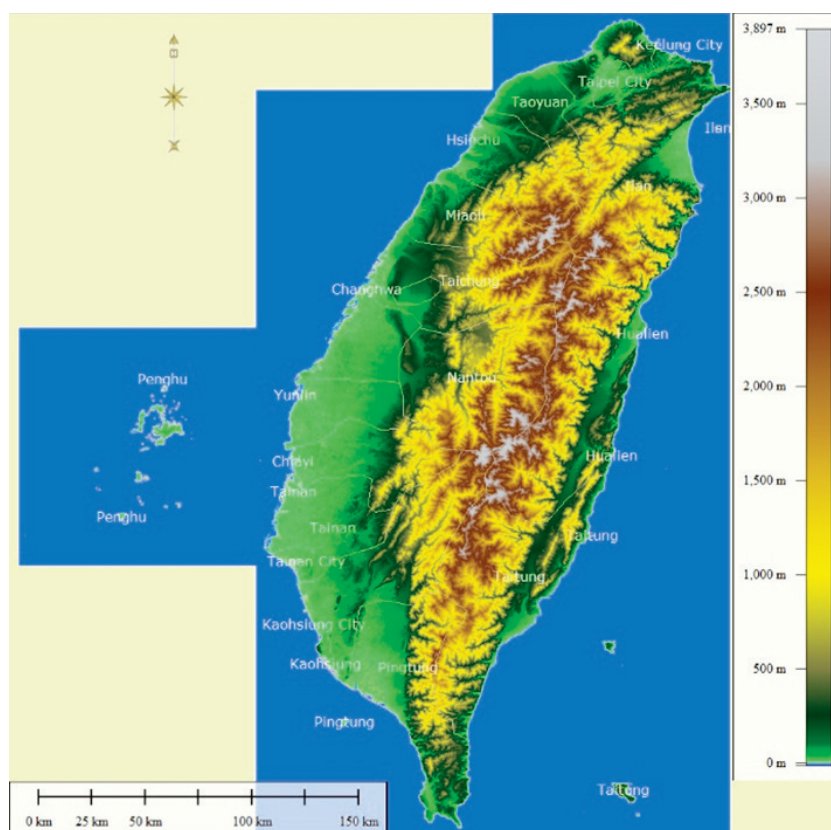 3,897 m
Keelung City
Taipei City
Taoyuan
3,500 m
Ilan
Hsinchu
Ilan
3,000 m
Miaoli
Taichung
Changhwa
2,500 m
Hualien
Penghu
Nantou
2,000 m
Yunlin
Chiayi
Hualien
1,500 m
Tainan
Penghu
Tainan
Taitung
Tainan City
Taitung
1,000 m
Kaohsiung City
Kaohsiung
Pingtung
500 m
Pingtung
0 m
Taitong
0 km
25 km
50 km
100 km
150 km